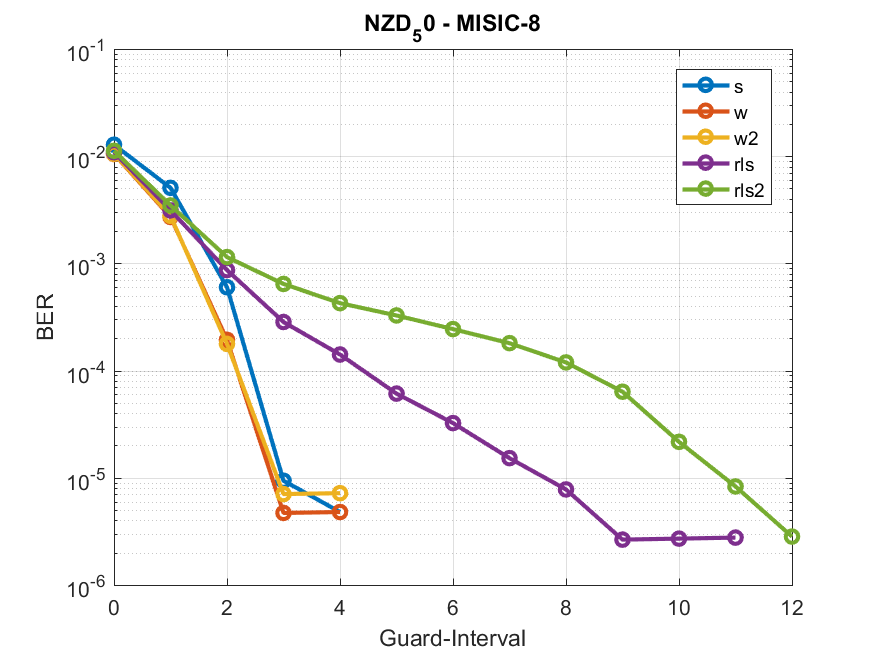 NZD₅0 - MISIC-8
10⁻¹
10⁻²
10⁻³
10⁻⁴
10⁻⁵
10⁻⁶
BER
s
w
w2
rls
rls2
0 2 4 6 8 10 12
Guard-Interval